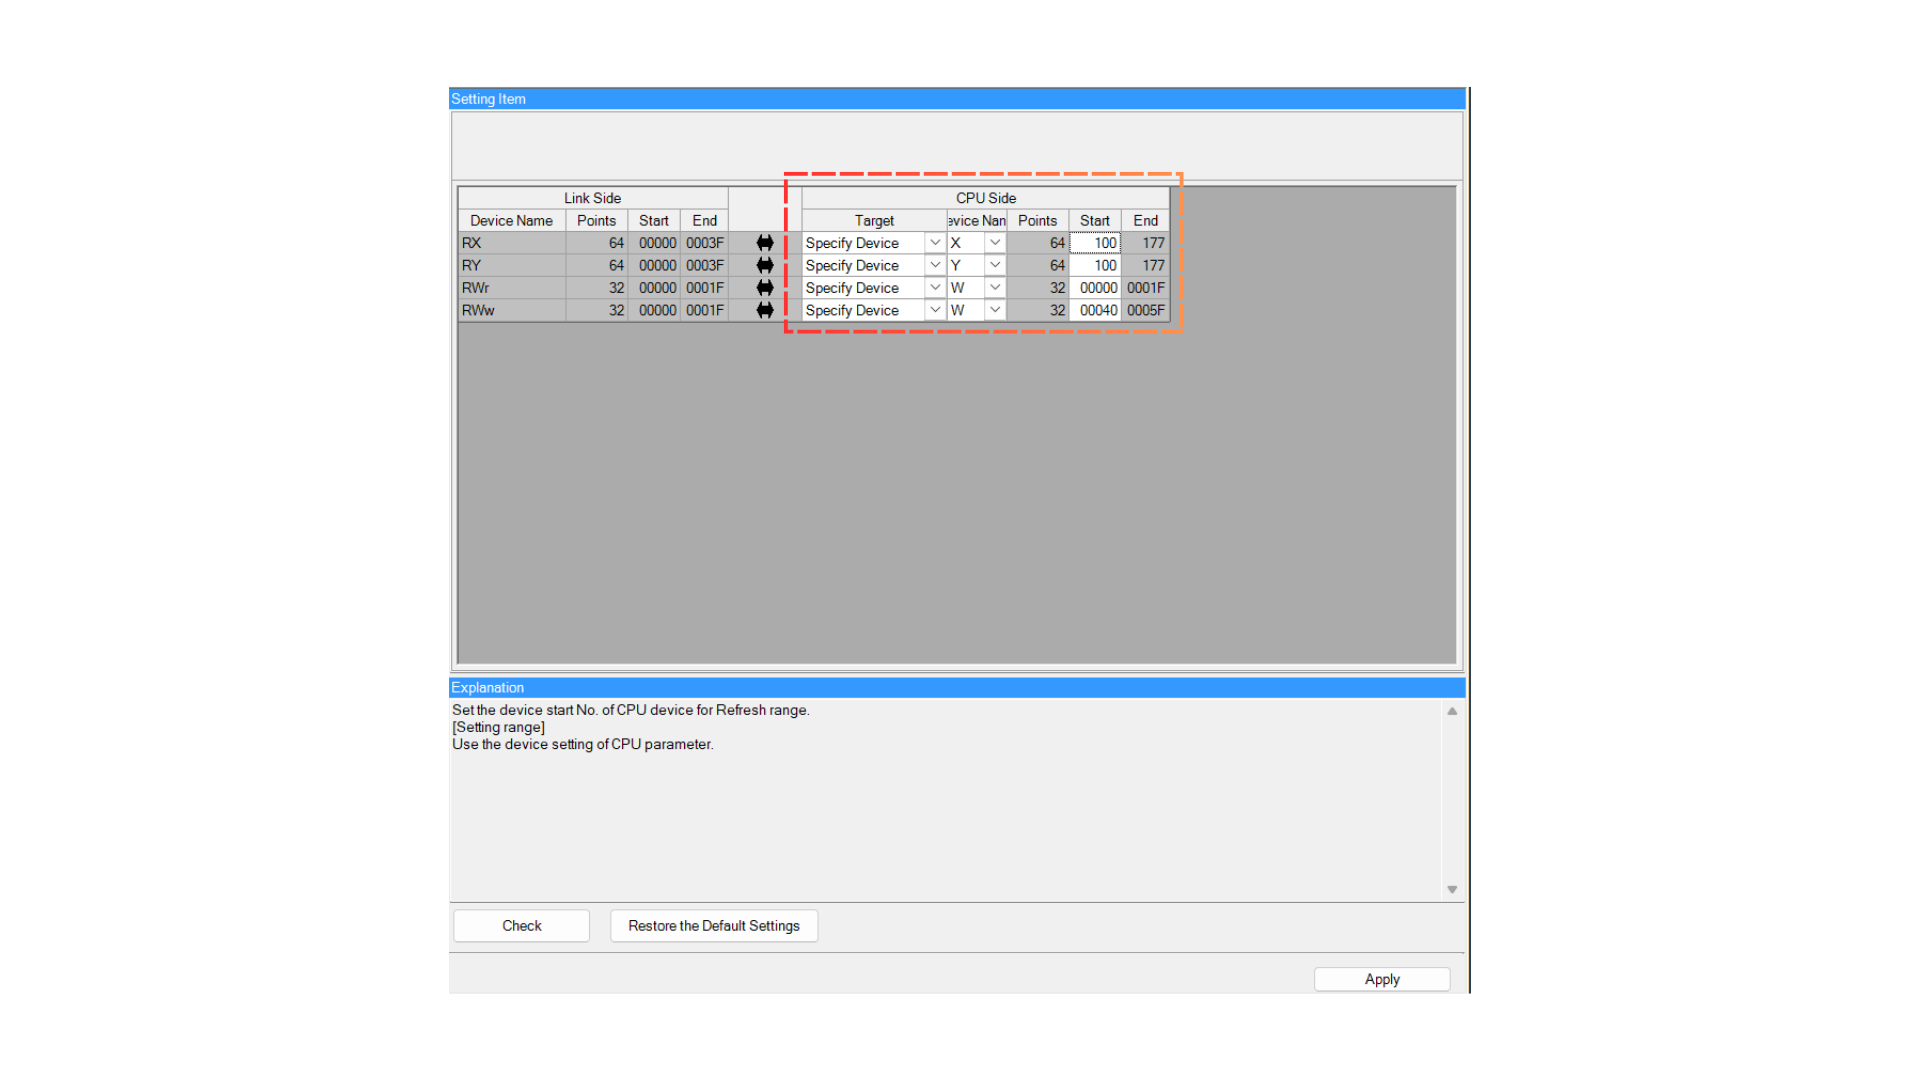 Setting Item
Link Side CPU Side
Device Name Points Start End Target evice Nan Points Start End
RX 64 00000 0003F Specify Device X 64 100 177
RY 64 00000 0003F Specify Device Y 64 100 177
RWr 32 00000 0001F Specify Device W 32 00000 0001F
RWw 32 00000 0001F Specify Device W 32 00040 0005F
Explanation
Set the device start No. of CPU device for Refresh range.
[Setting range]
Use the device setting of CPU parameter.
Check Restore the Default Settings
Apply